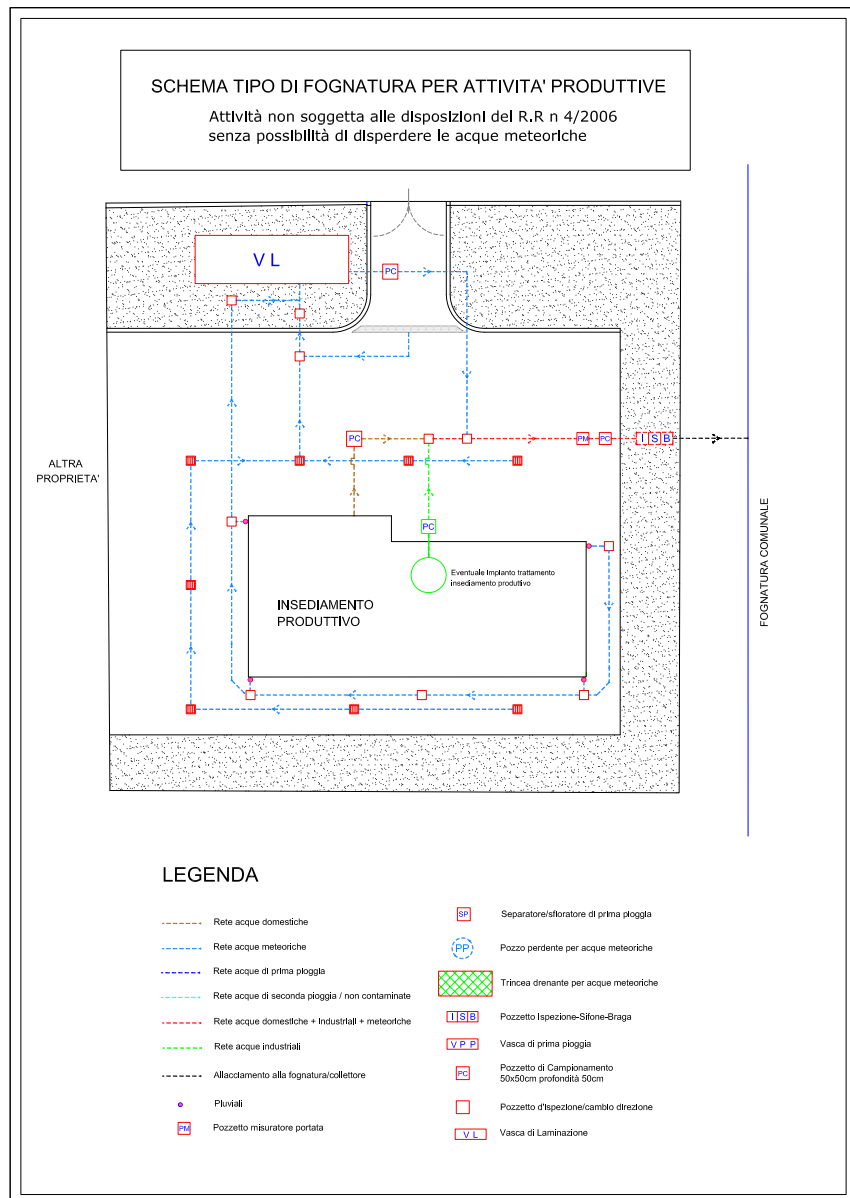 SCHEMA TIPO DI FOGNATURA PER ATTIVITA' PRODUTTIVE
Attività non soggetta alle disposizioni del R.R n 4/2006
senza possibilità di disperdere le acque meteoriche
V L
PC
PC
PM
PC
I S B
ALTRA
PROPRIETA'
PC
Eventuale Impianto trattamento
insediamento produttivo
INSEDIAMENTO
PRODUTTIVO
FOGNATURA COMUNALE
LEGENDA
Rete acque domestiche
Rete acque meteoriche
Rete acque di prima pioggia
Rete acque di seconda pioggia / non contaminate
Rete acque domestiche + Industriali + meteoriche
Rete acque industriali
Allacciamento alla fognatura/collettore
Pluviali
PM Pozzetto misuratore portata
SP Separatore/sfioratore di prima pioggia
PP Pozzo perdente per acque meteoriche
Trincea drenante per acque meteoriche
I S B Pozzetto Ispezione-Sifone-Braga
V P P Vasca di prima pioggia
PC Pozzetto di Campionamento
50x50cm profondità 50cm
Pozzetto d'Ispezione/cambio direzione
V L Vasca di Laminazione